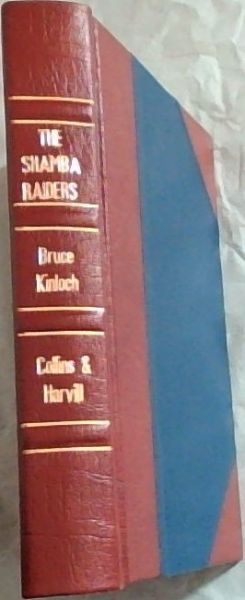 THE
SHAMBA
RAIDERS
Bruce
Kinloch
Collins &
Harvill